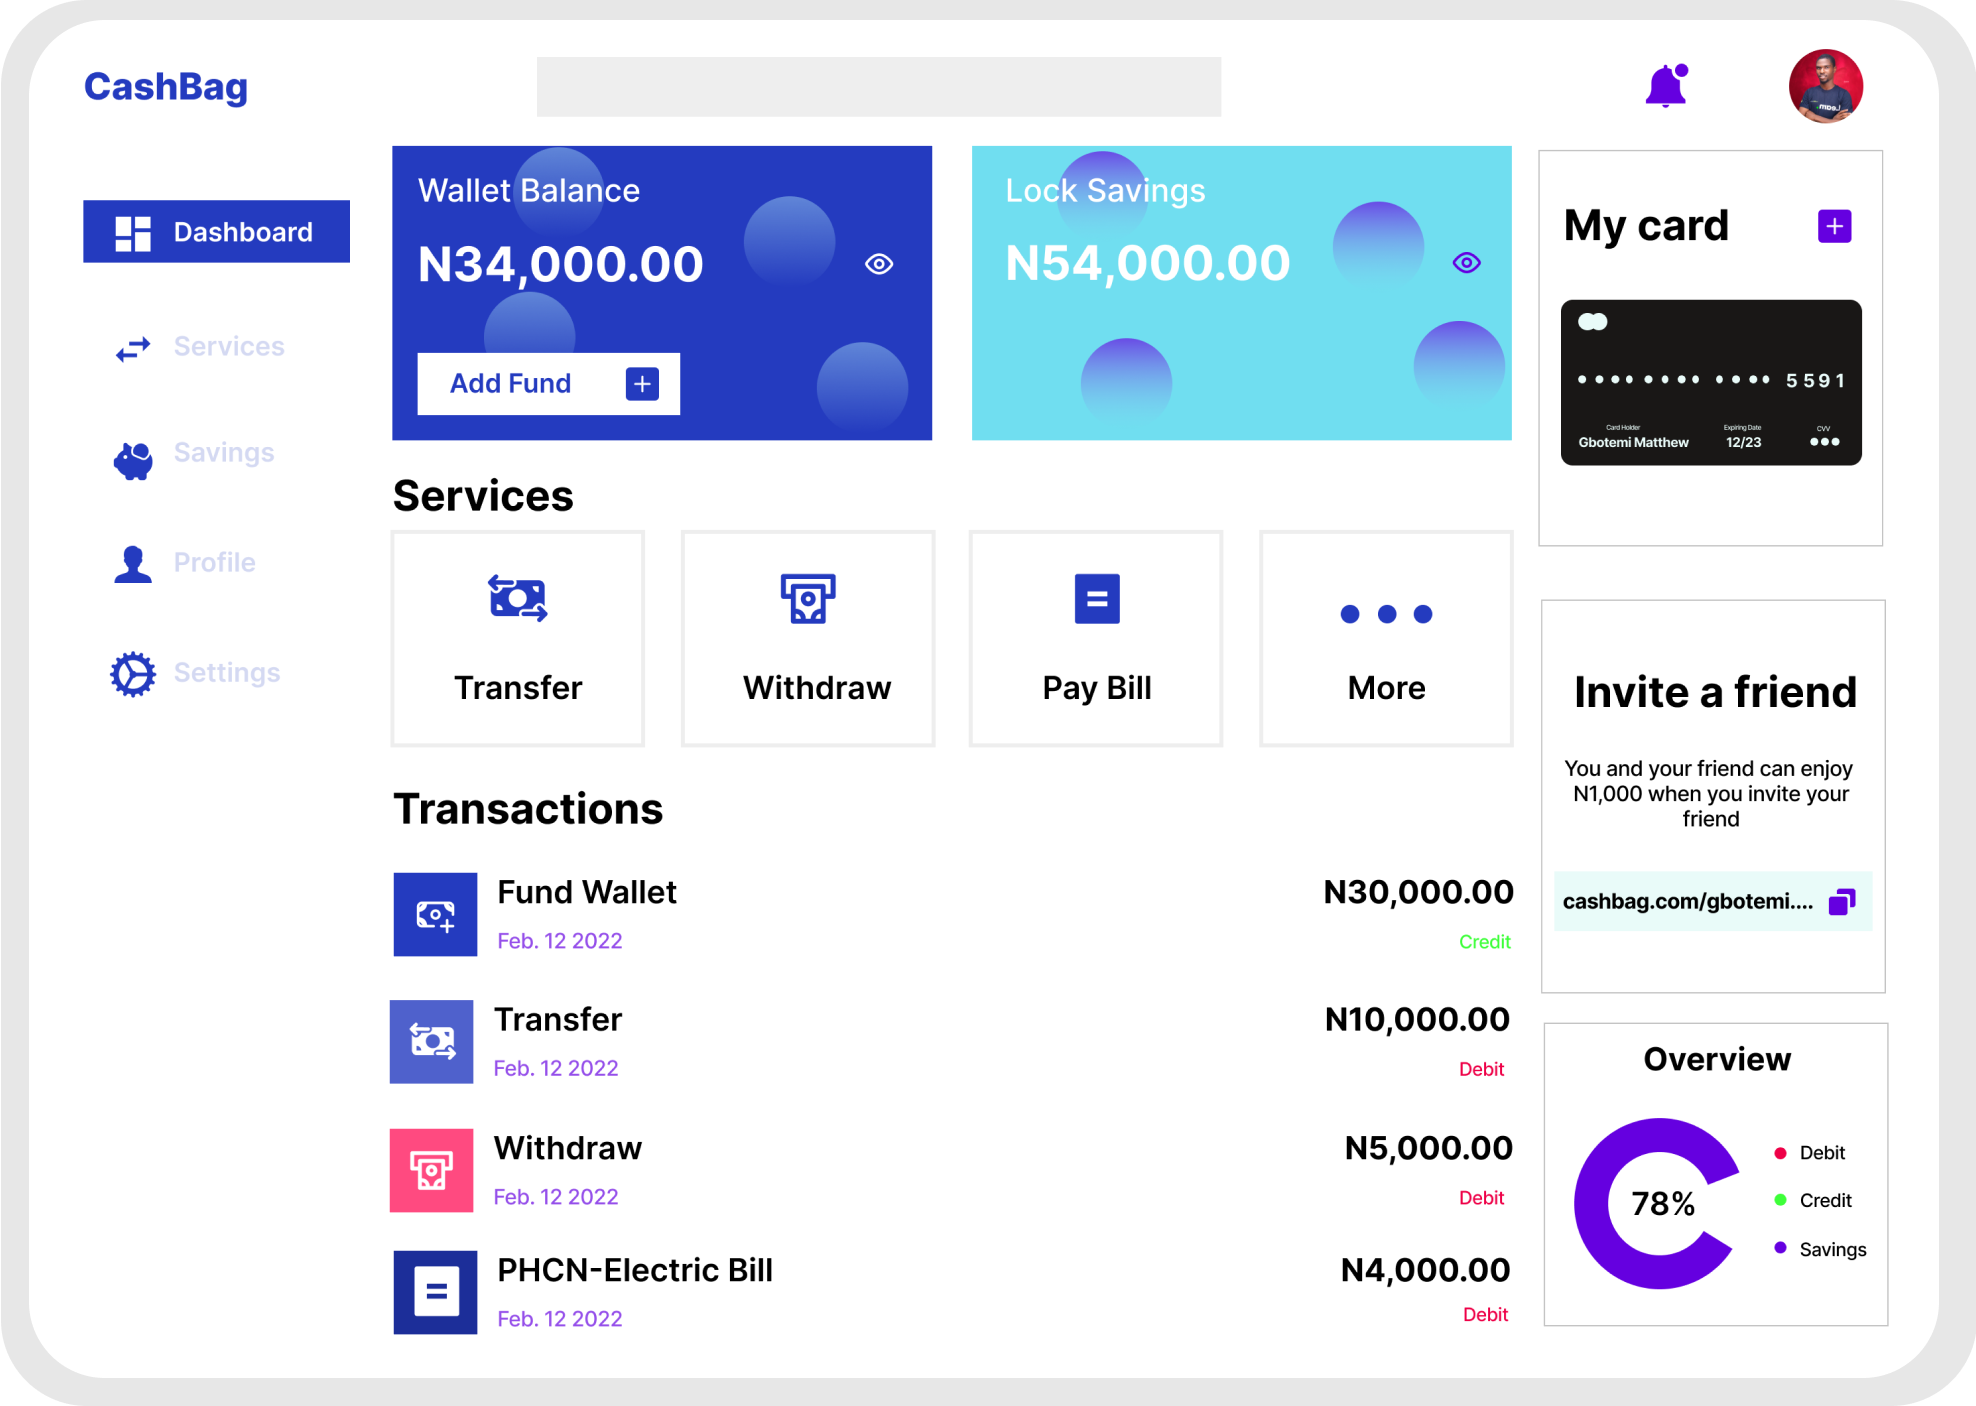 CashBag
Dashboard
Services
Savings
Profile
Settings
Wallet Balance
N34,000.00
Add Fund
Lock Savings
N54,000.00
Services
Transfer
Withdraw
Pay Bill
More
Transactions
Fund Wallet
Feb. 12 2022
N30,000.00
Credit
Transfer
Feb. 12 2022
N10,000.00
Debit
Withdraw
Feb. 12 2022
N5,000.00
Debit
PHCN-Electric Bill
Feb. 12 2022
N4,000.00
Debit
My card
5591
Card Holder
Gbotemi Matthew
Expiring Date
12/23
CVV
Invite a friend
You and your friend can enjoy
N1,000 when you invite your
friend
cashbag.com/gbotemi....
Overview
78%
Debit
Credit
Savings